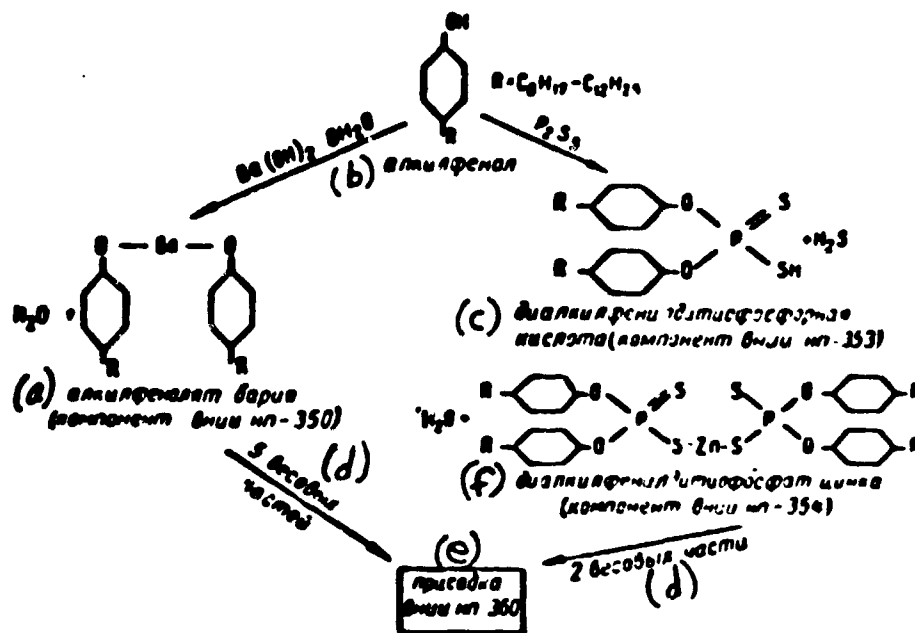 OH
R=C8H17-C12H25
R
Ba(OH)2 8H2O
P2S5
(b) алкилфенол
O — Ba — O
R
R
H2O +
R
O
S
P
+H2S
R
O
SH
(c) диалкилфенилдитиофосфорная
кислота (компонент внии нп-353)
(a) алкилфенолят бария
(компонент внии нп-350)
R
O
S
S
O
R
H2O +
P
P
R
O
S-Zn-S
O
R
(f) диалкилфенилдитиофосфат цинка
(компонент внии нп-354)
(d)
5 весовых
частей
2 весовых части
(d)
(e)
присадка
внии нп 360